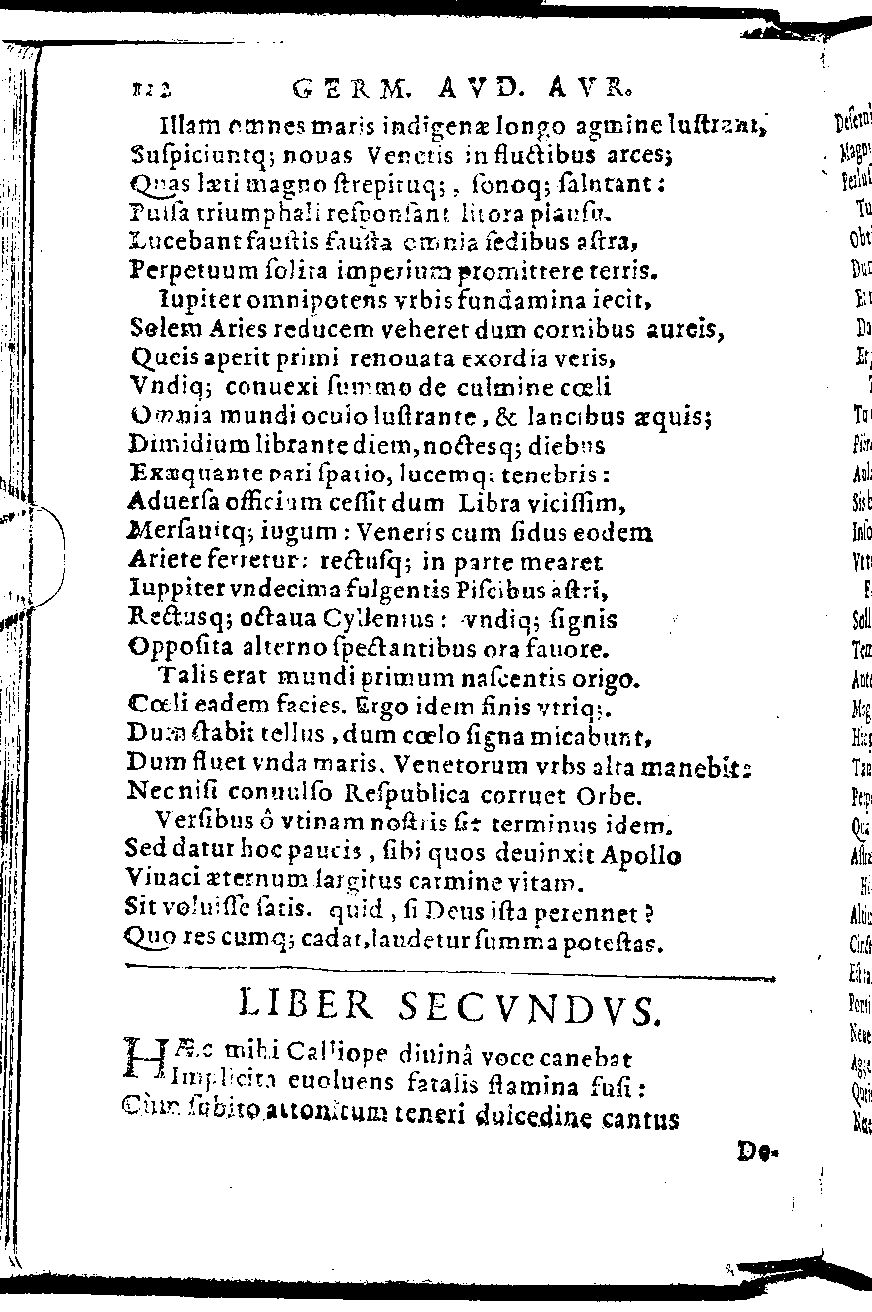 212 GERM. AVD. AVR.
Illam omnes maris indigenæ longo agmine luſtrant,
Suſpiciuntq; nouas Venetis in fluctibus arces;
Quas læti magno ſtrepituq;, ſonoq; ſalutant:
Pulſa triumphali reſponſant litora plauſu.
Lucebant fauſtis fauſta omnia ſedibus aſtra,
Perpetuum ſolita imperium promittere terris.
Iupiter omnipotens vrbis fundamina iecit,
Solem Aries reducem veheret dum cornibus aureis,
Queis aperit primi renouata exordia veris,
Vndiq; conuexi ſummo de culmine cœli
Omnia mundi oculo luſtrante, & lancibus æquis;
Dimidium librante diem, noctesq; diebus
Exæquante pari ſpatio, lucemq; tenebris:
Aduerſa officium ceſſit dum Libra viciſſim,
Merſauitq; iugum: Veneris cum ſidus eodem
Ariete ferretur: rectuſq; in parte mearet
Iuppiter vndecima fulgentis Piſcibus aſtri,
Rectusq; octaua Cyllenius: vndiq; ſignis
Oppoſita alterno ſpectantibus ora fauore.
Talis erat mundi primum naſcentis origo.
Cœli eadem facies. Ergo idem finis vtriq;.
Dum ſtabit tellus, dum cœlo ſigna micabunt,
Dum fluet vnda maris. Venetorum vrbs alta manebit:
Nec niſi conuulſo Reſpublica corruet Orbe.
Verſibus ô vtinam noſtris ſit terminus idem.
Sed datur hoc paucis, ſibi quos deuinxit Apollo
Viuaci æternum largitus carmine vitam.
Sit voluiſſe ſatis. quid, ſi Deus iſta perennet?
Quo res cumq; cadat, laudetur ſumma poteſtas.
LIBER SECVNDVS.
HÆc mihi Calliope diuinâ voce canebat
Implicita euoluens fatalis ſtamina fuſi:
Cùm ſubito attonitum teneri dulcedine cantus
De-